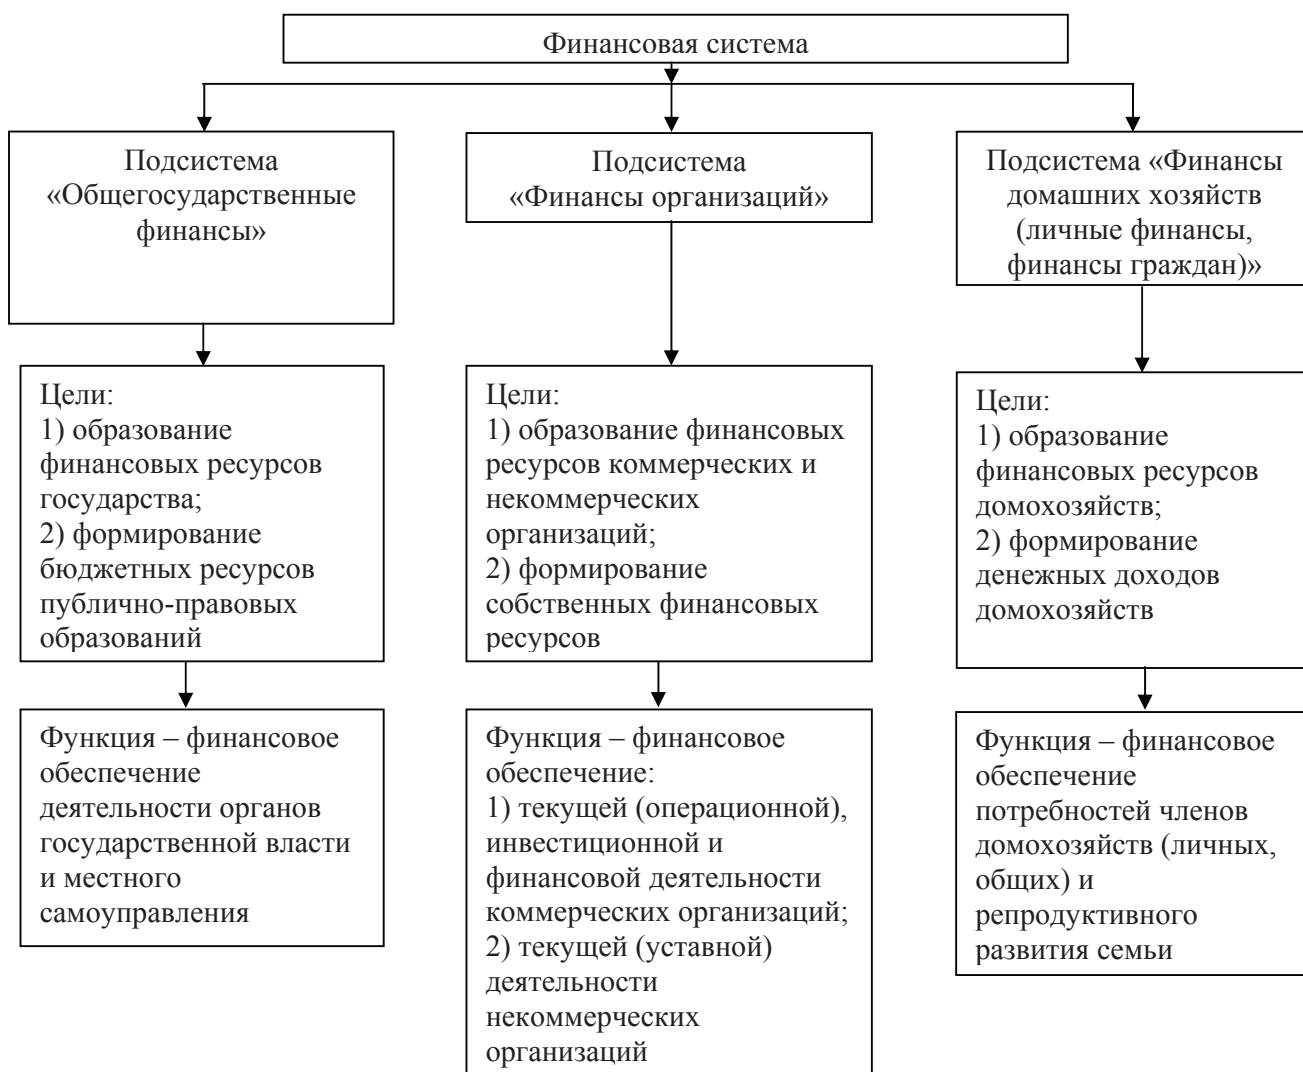 Финансовая система
Подсистема
«Общегосударственные
финансы»
Подсистема
«Финансы организаций»
Подсистема «Финансы
домашних хозяйств
(личные финансы,
финансы граждан)»
Цели:
1) образование
финансовых ресурсов
государства;
2) формирование
бюджетных ресурсов
публично-правовых
образований
Цели:
1) образование финансовых
ресурсов коммерческих и
некоммерческих
организаций;
2) формирование
собственных финансовых
ресурсов
Цели:
1) образование
финансовых ресурсов
домохозяйств;
2) формирование
денежных доходов
домохозяйств
Функция – финансовое
обеспечение
деятельности органов
государственной власти
и местного
самоуправления
Функция – финансовое
обеспечение:
1) текущей (операционной),
инвестиционной и
финансовой деятельности
коммерческих организаций;
2) текущей (уставной)
деятельности
некоммерческих
организаций
Функция – финансовое
обеспечение
потребностей членов
домохозяйств (личных,
общих) и
репродуктивного
развития семьи